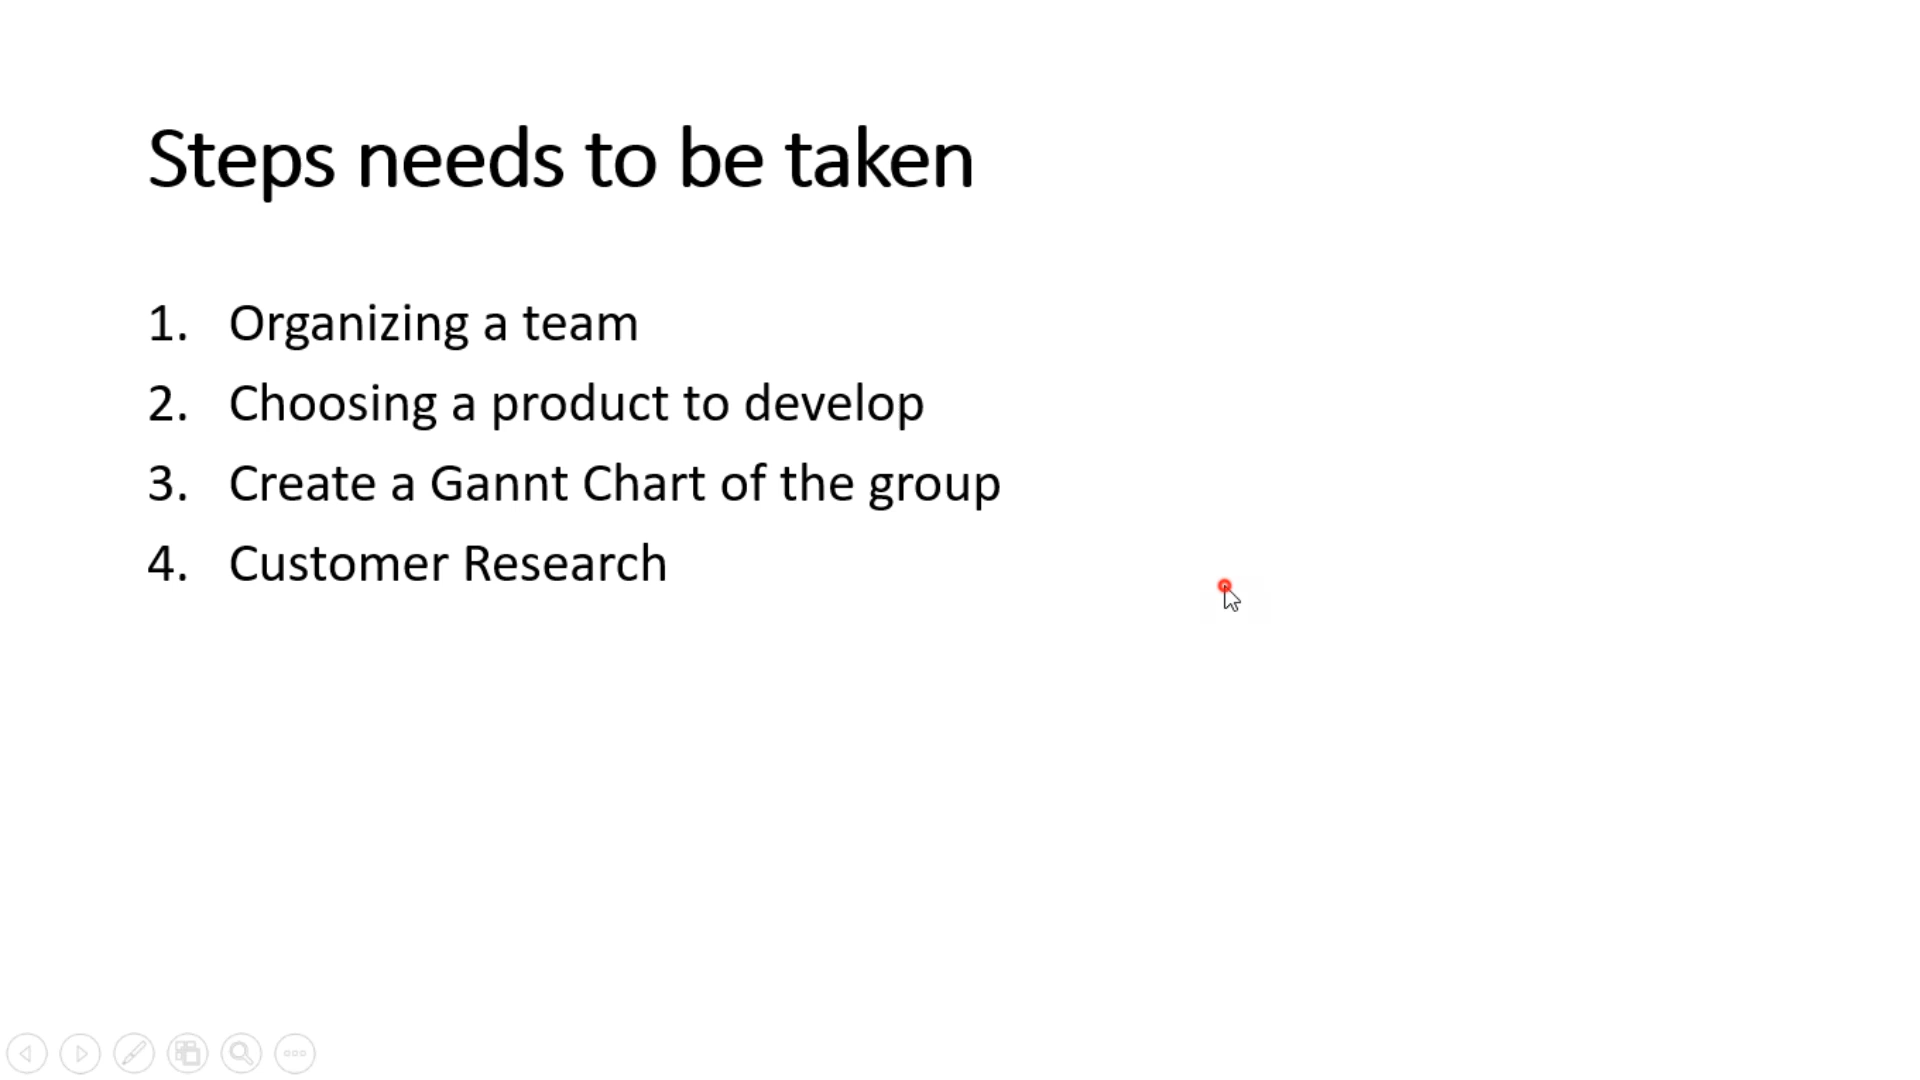 Steps needs to be taken
1. Organizing a team
2. Choosing a product to develop
3. Create a Gannt Chart of the group
4. Customer Research